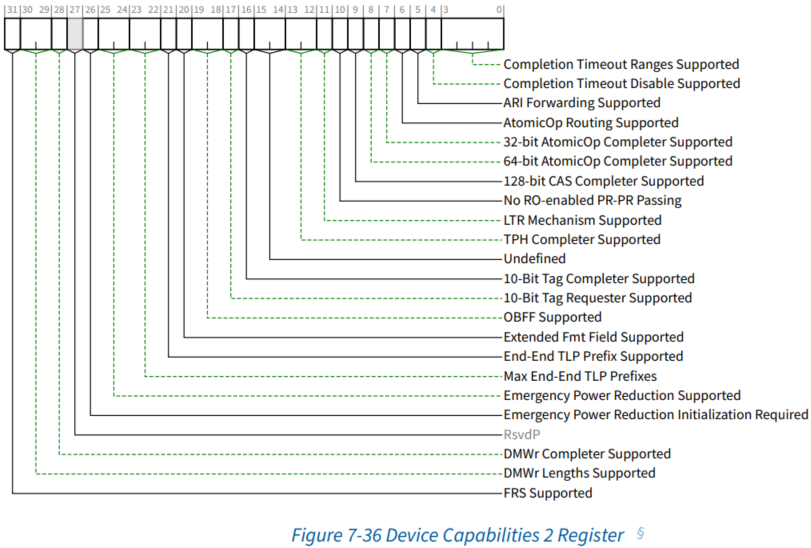 31 30 29 28 27 26 25 24 23 22 21 20 19 18 17 16 15 14 13 12 11 10 9 8 7 6 5 4 3 0
Completion Timeout Ranges Supported
Completion Timeout Disable Supported
ARI Forwarding Supported
AtomicOp Routing Supported
32-bit AtomicOp Completer Supported
64-bit AtomicOp Completer Supported
128-bit CAS Completer Supported
No RO-enabled PR-PR Passing
LTR Mechanism Supported
TPH Completer Supported
Undefined
10-Bit Tag Completer Supported
10-Bit Tag Requester Supported
OBFF Supported
Extended Fmt Field Supported
End-End TLP Prefix Supported
Max End-End TLP Prefixes
Emergency Power Reduction Supported
Emergency Power Reduction Initialization Required
RsvdP
DMWr Completer Supported
DMWr Lengths Supported
FRS Supported
Figure 7-36 Device Capabilities 2 Register §